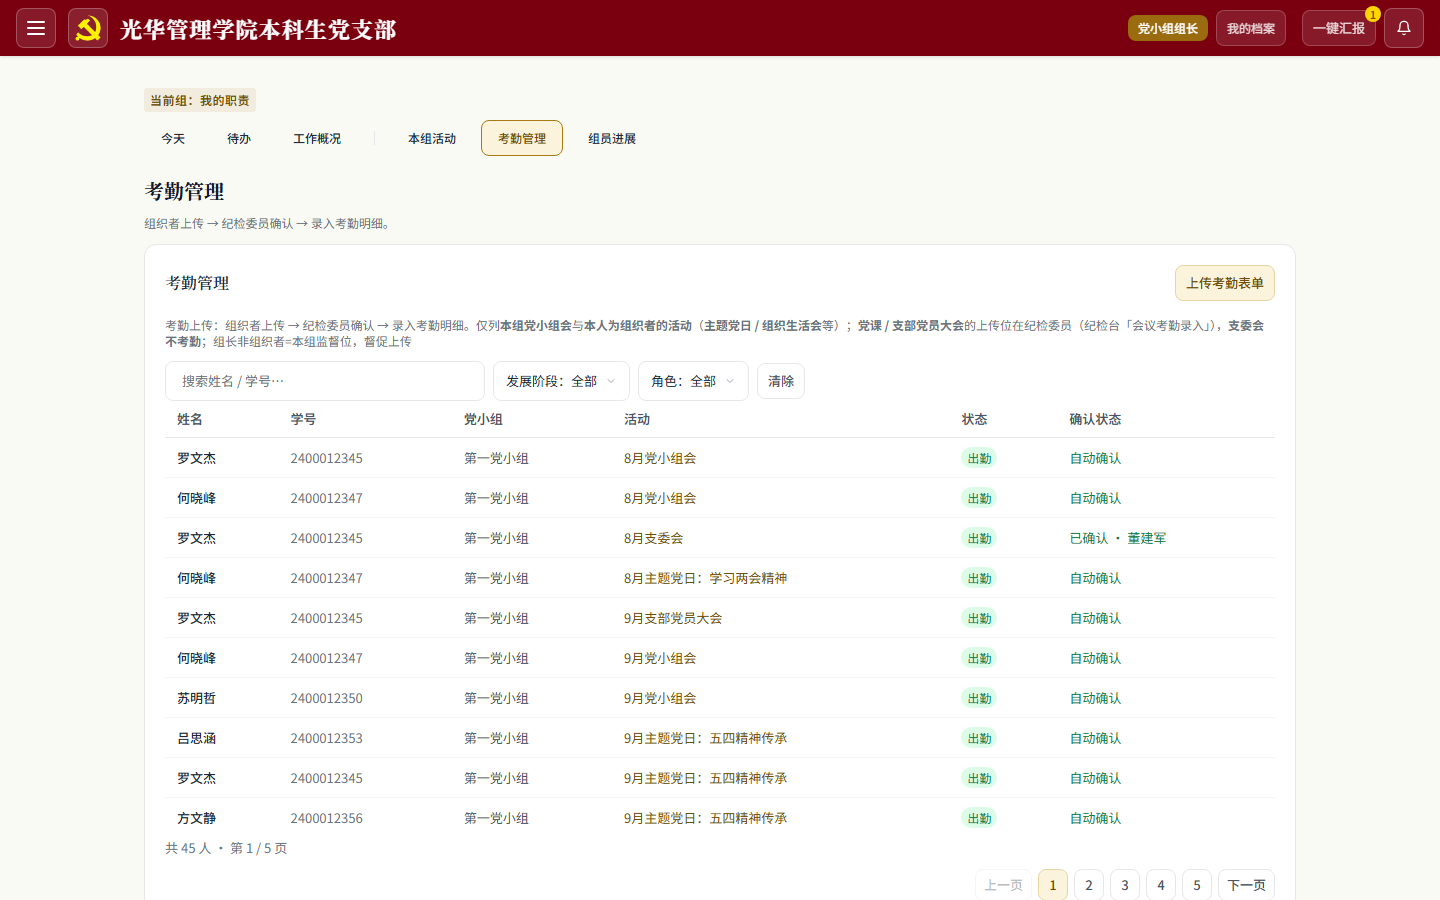 光华管理学院本科生党支部
党小组组长
我的档案
一键汇报
1
当前组：我的职责
今天
待办
工作概况
本组活动
考勤管理
组员进展
考勤管理
组织者上传 → 纪检委员确认 → 录入考勤明细。
考勤管理
上传考勤表单
考勤上传：组织者上传 → 纪检委员确认 → 录入考勤明细。仅列本组党小组会与本人为组织者的活动（主题党日 / 组织生活会等）；党课 / 支部党员大会的上传位在纪检委员（纪检台「会议考勤录入」），支委会
不考勤；组长非组织者=本组监督位，督促上传
搜索姓名 / 学号…
发展阶段：全部
角色：全部
清除
姓名 学号 党小组 活动 状态 确认状态
罗文杰 2400012345 第一党小组 8月党小组会 出勤 自动确认
何晓峰 2400012347 第一党小组 8月党小组会 出勤 自动确认
罗文杰 2400012345 第一党小组 8月支委会 出勤 已确认 · 董建军
何晓峰 2400012347 第一党小组 8月主题党日：学习两会精神 出勤 自动确认
罗文杰 2400012345 第一党小组 9月支部党员大会 出勤 自动确认
何晓峰 2400012347 第一党小组 9月党小组会 出勤 自动确认
苏明哲 2400012350 第一党小组 9月党小组会 出勤 自动确认
吕思涵 2400012353 第一党小组 9月主题党日：五四精神传承 出勤 自动确认
罗文杰 2400012345 第一党小组 9月主题党日：五四精神传承 出勤 自动确认
方文静 2400012356 第一党小组 9月主题党日：五四精神传承 出勤 自动确认
共 45 人 · 第 1 / 5 页
上一页 1 2 3 4 5 下一页